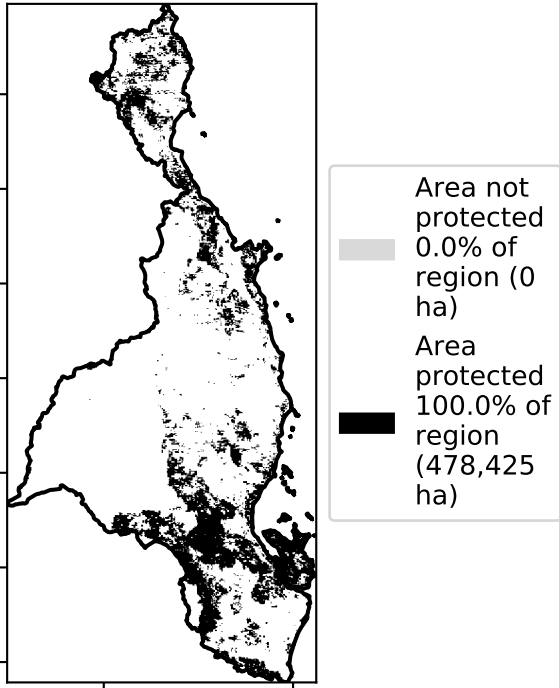 Area not
protected
0.0% of
region (0
ha)
Area
protected
100.0% of
region
(478,425
ha)